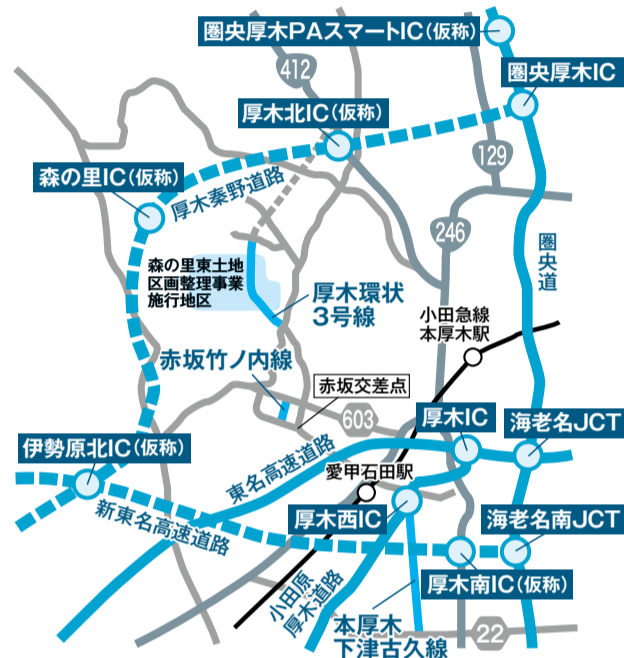 圏央厚木PAスマートIC(仮称)
412
圏央厚木IC
厚木北IC(仮称)
129
森の里IC(仮称)
厚木秦野道路
246
圏央道
森の里東土地
区画整理事業
施行地区
厚木環状
3号線
小田急線
本厚木駅
赤坂竹ノ内線
赤坂交差点
603
厚木IC
海老名JCT
伊勢原北IC(仮称)
東名高速道路
愛甲石田駅
厚木西IC
海老名南JCT
新東名高速道路
厚木南IC(仮称)
小田原
厚木道路
本厚木
下津古久線
22